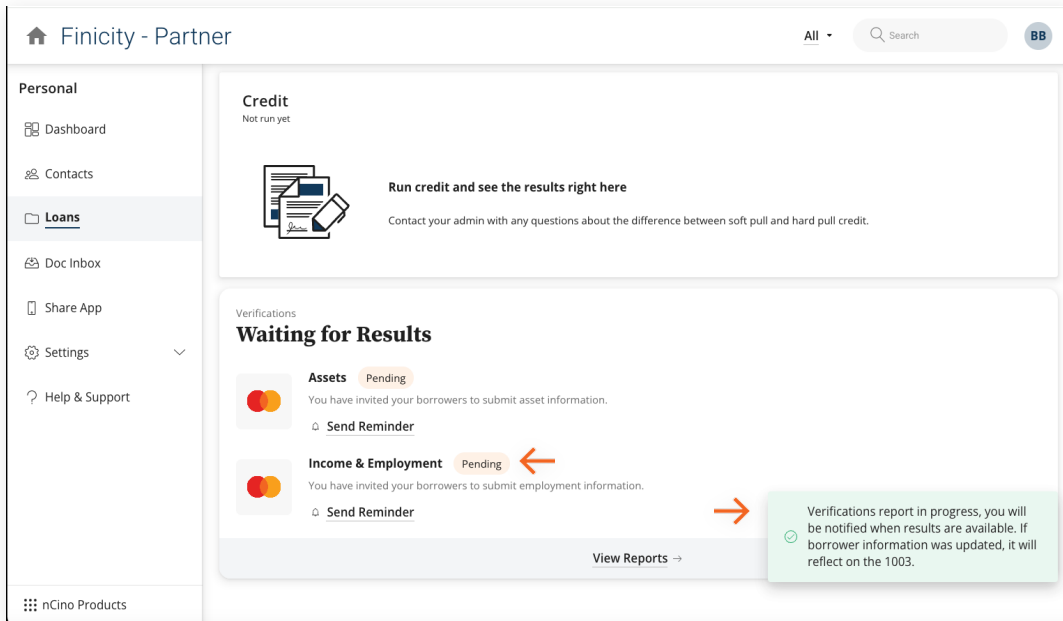 Finicity - Partner
All
Search
BB
Personal
Dashboard
Contacts
Loans
Doc Inbox
Share App
Settings
Help & Support
nCino Products
Credit
Not run yet
Run credit and see the results right here
Contact your admin with any questions about the difference between soft pull and hard pull credit.
Verifications
Waiting for Results
Assets Pending
You have invited your borrowers to submit asset information.
Send Reminder
Income & Employment Pending
You have invited your borrowers to submit employment information.
Send Reminder
View Reports →
Verifications report in progress, you will
be notified when results are available. If
borrower information was updated, it will
reflect on the 1003.